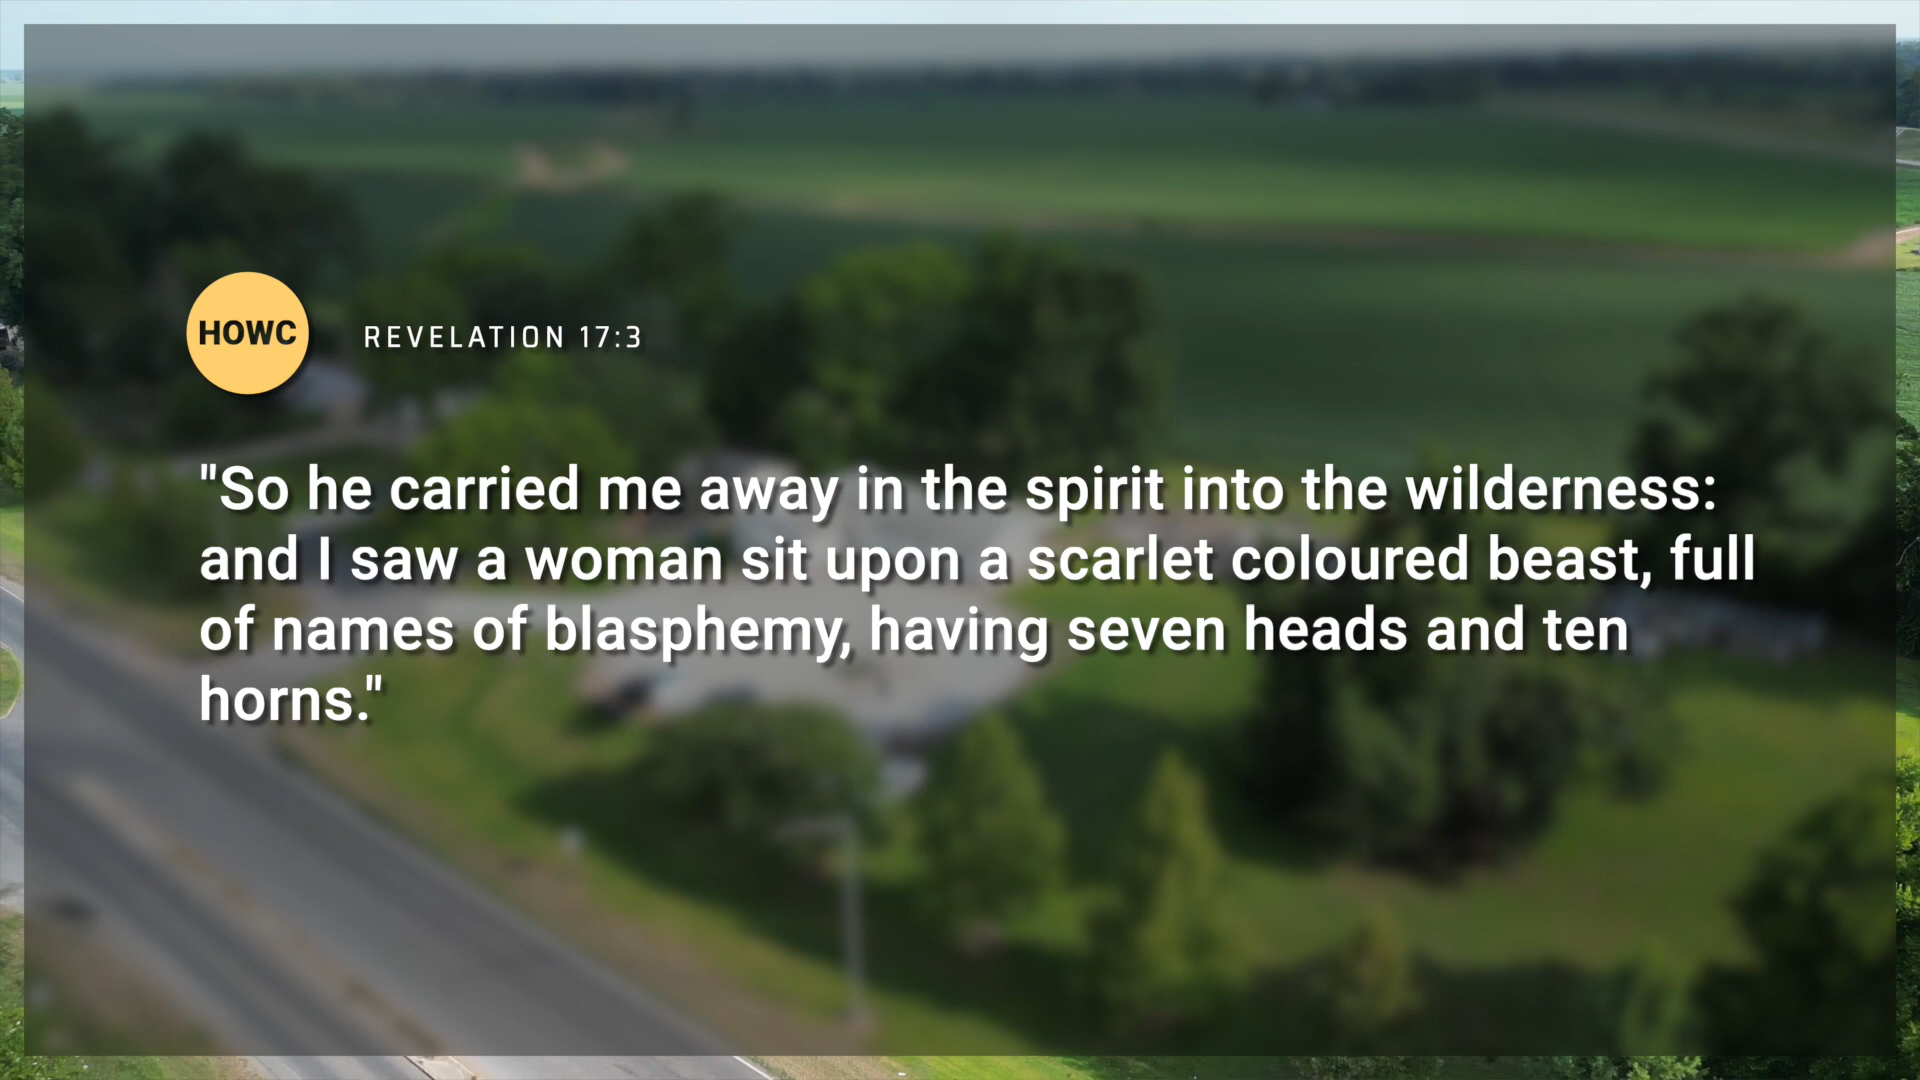 HOWC
REVELATION 17:3
"So he carried me away in the spirit into the wilderness:
and I saw a woman sit upon a scarlet coloured beast, full
of names of blasphemy, having seven heads and ten
horns."